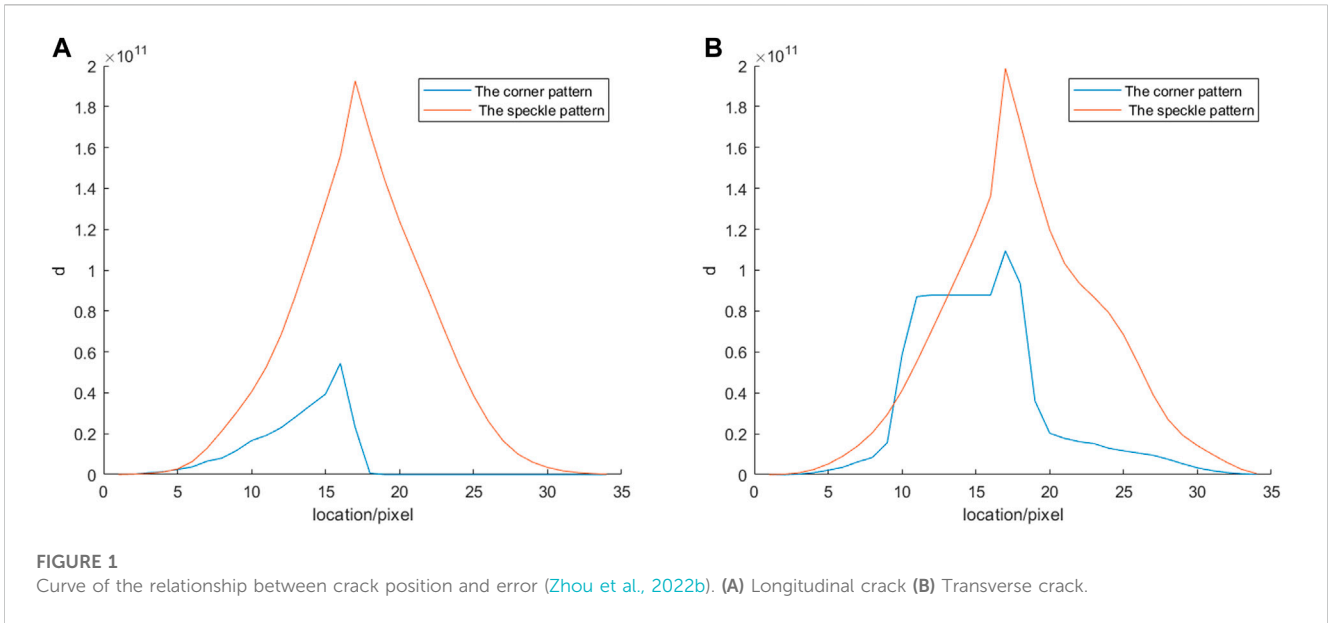 A
×10¹¹
2
1.8
1.6
1.4
1.2
1
0.8
0.6
0.4
0.2
0
d
0 5 10 15 20 25 30 35
location/pixel
The corner pattern
The speckle pattern
B
×10¹¹
2
1.8
1.6
1.4
1.2
1
0.8
0.6
0.4
0.2
0
d
0 5 10 15 20 25 30 35
location/pixel
The corner pattern
The speckle pattern
FIGURE 1
Curve of the relationship between crack position and error (Zhou et al., 2022b). (A) Longitudinal crack (B) Transverse crack.